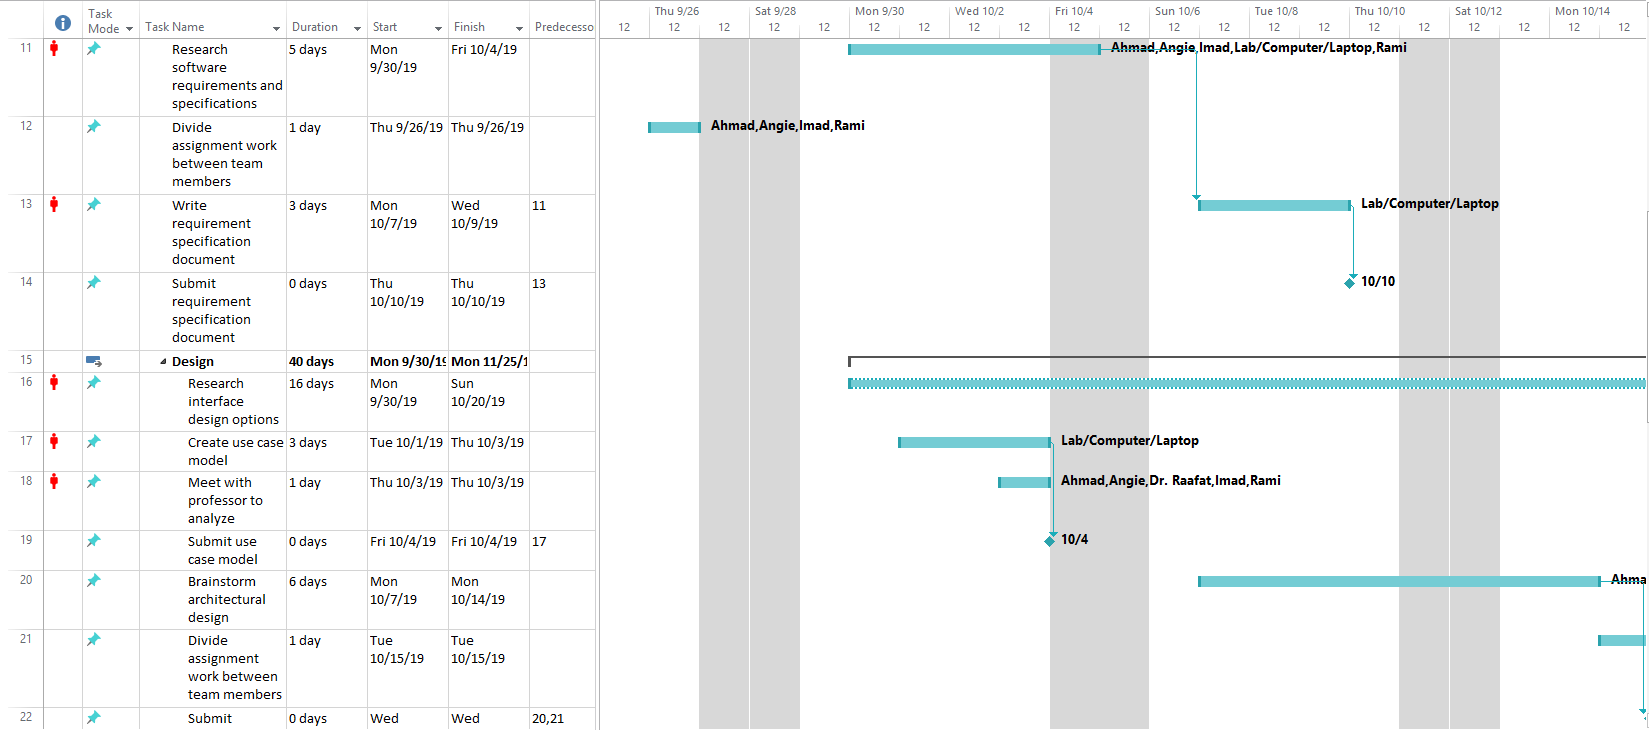 Task
Mode Task Name Duration Start Finish Predecesso
Thu 9/26 Sat 9/28 Mon 9/30 Wed 10/2 Fri 10/4 Sun 10/6 Tue 10/8 Thu 10/10 Sat 10/12 Mon 10/14
12 12 12 12 12 12 12 12 12 12 12 12 12 12 12 12 12 12 12 12 12
11 Research 5 days Mon Fri 10/4/19 Ahmad,Angie,Imad,Lab/Computer/Laptop,Rami
software 9/30/19
requirements and
specifications
12 Divide 1 day Thu 9/26/19 Thu 9/26/19 Ahmad,Angie,Imad,Rami
assignment work
between team
members
13 Write 3 days Mon Wed 11 Lab/Computer/Laptop
requirement 10/7/19 10/9/19
specification
document
14 Submit 0 days Thu Thu 13 10/10
requirement 10/10/19 10/10/19
specification
document
15 Design 40 days Mon 9/30/19 Mon 11/25/1
16 Research 16 days Mon Sun
interface 9/30/19 10/20/19
design options
17 Create use case 3 days Tue 10/1/19 Thu 10/3/19 Lab/Computer/Laptop
model
18 Meet with 1 day Thu 10/3/19 Thu 10/3/19 Ahmad,Angie,Dr. Raafat,Imad,Rami
professor to
analyze
19 Submit use 0 days Fri 10/4/19 Fri 10/4/19 17 10/4
case model
20 Brainstorm 6 days Mon Mon Ahma
architectural 10/7/19 10/14/19
design
21 Divide 1 day Tue Tue
assignment 10/15/19 10/15/19
work between
team members
22 Submit 0 days Wed Wed 20,21